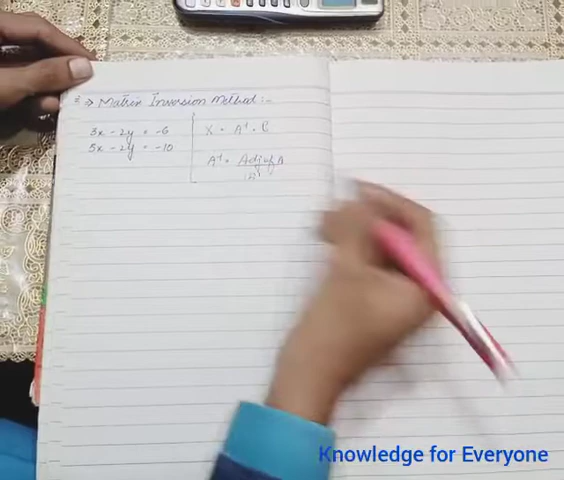 ⇒ Matrix Inversion Method:-
3x - 2y = -6
5x - 2y = -10
X = A⁻¹ . C
A⁻¹ = Adj of A
|A|
Knowledge for Everyone